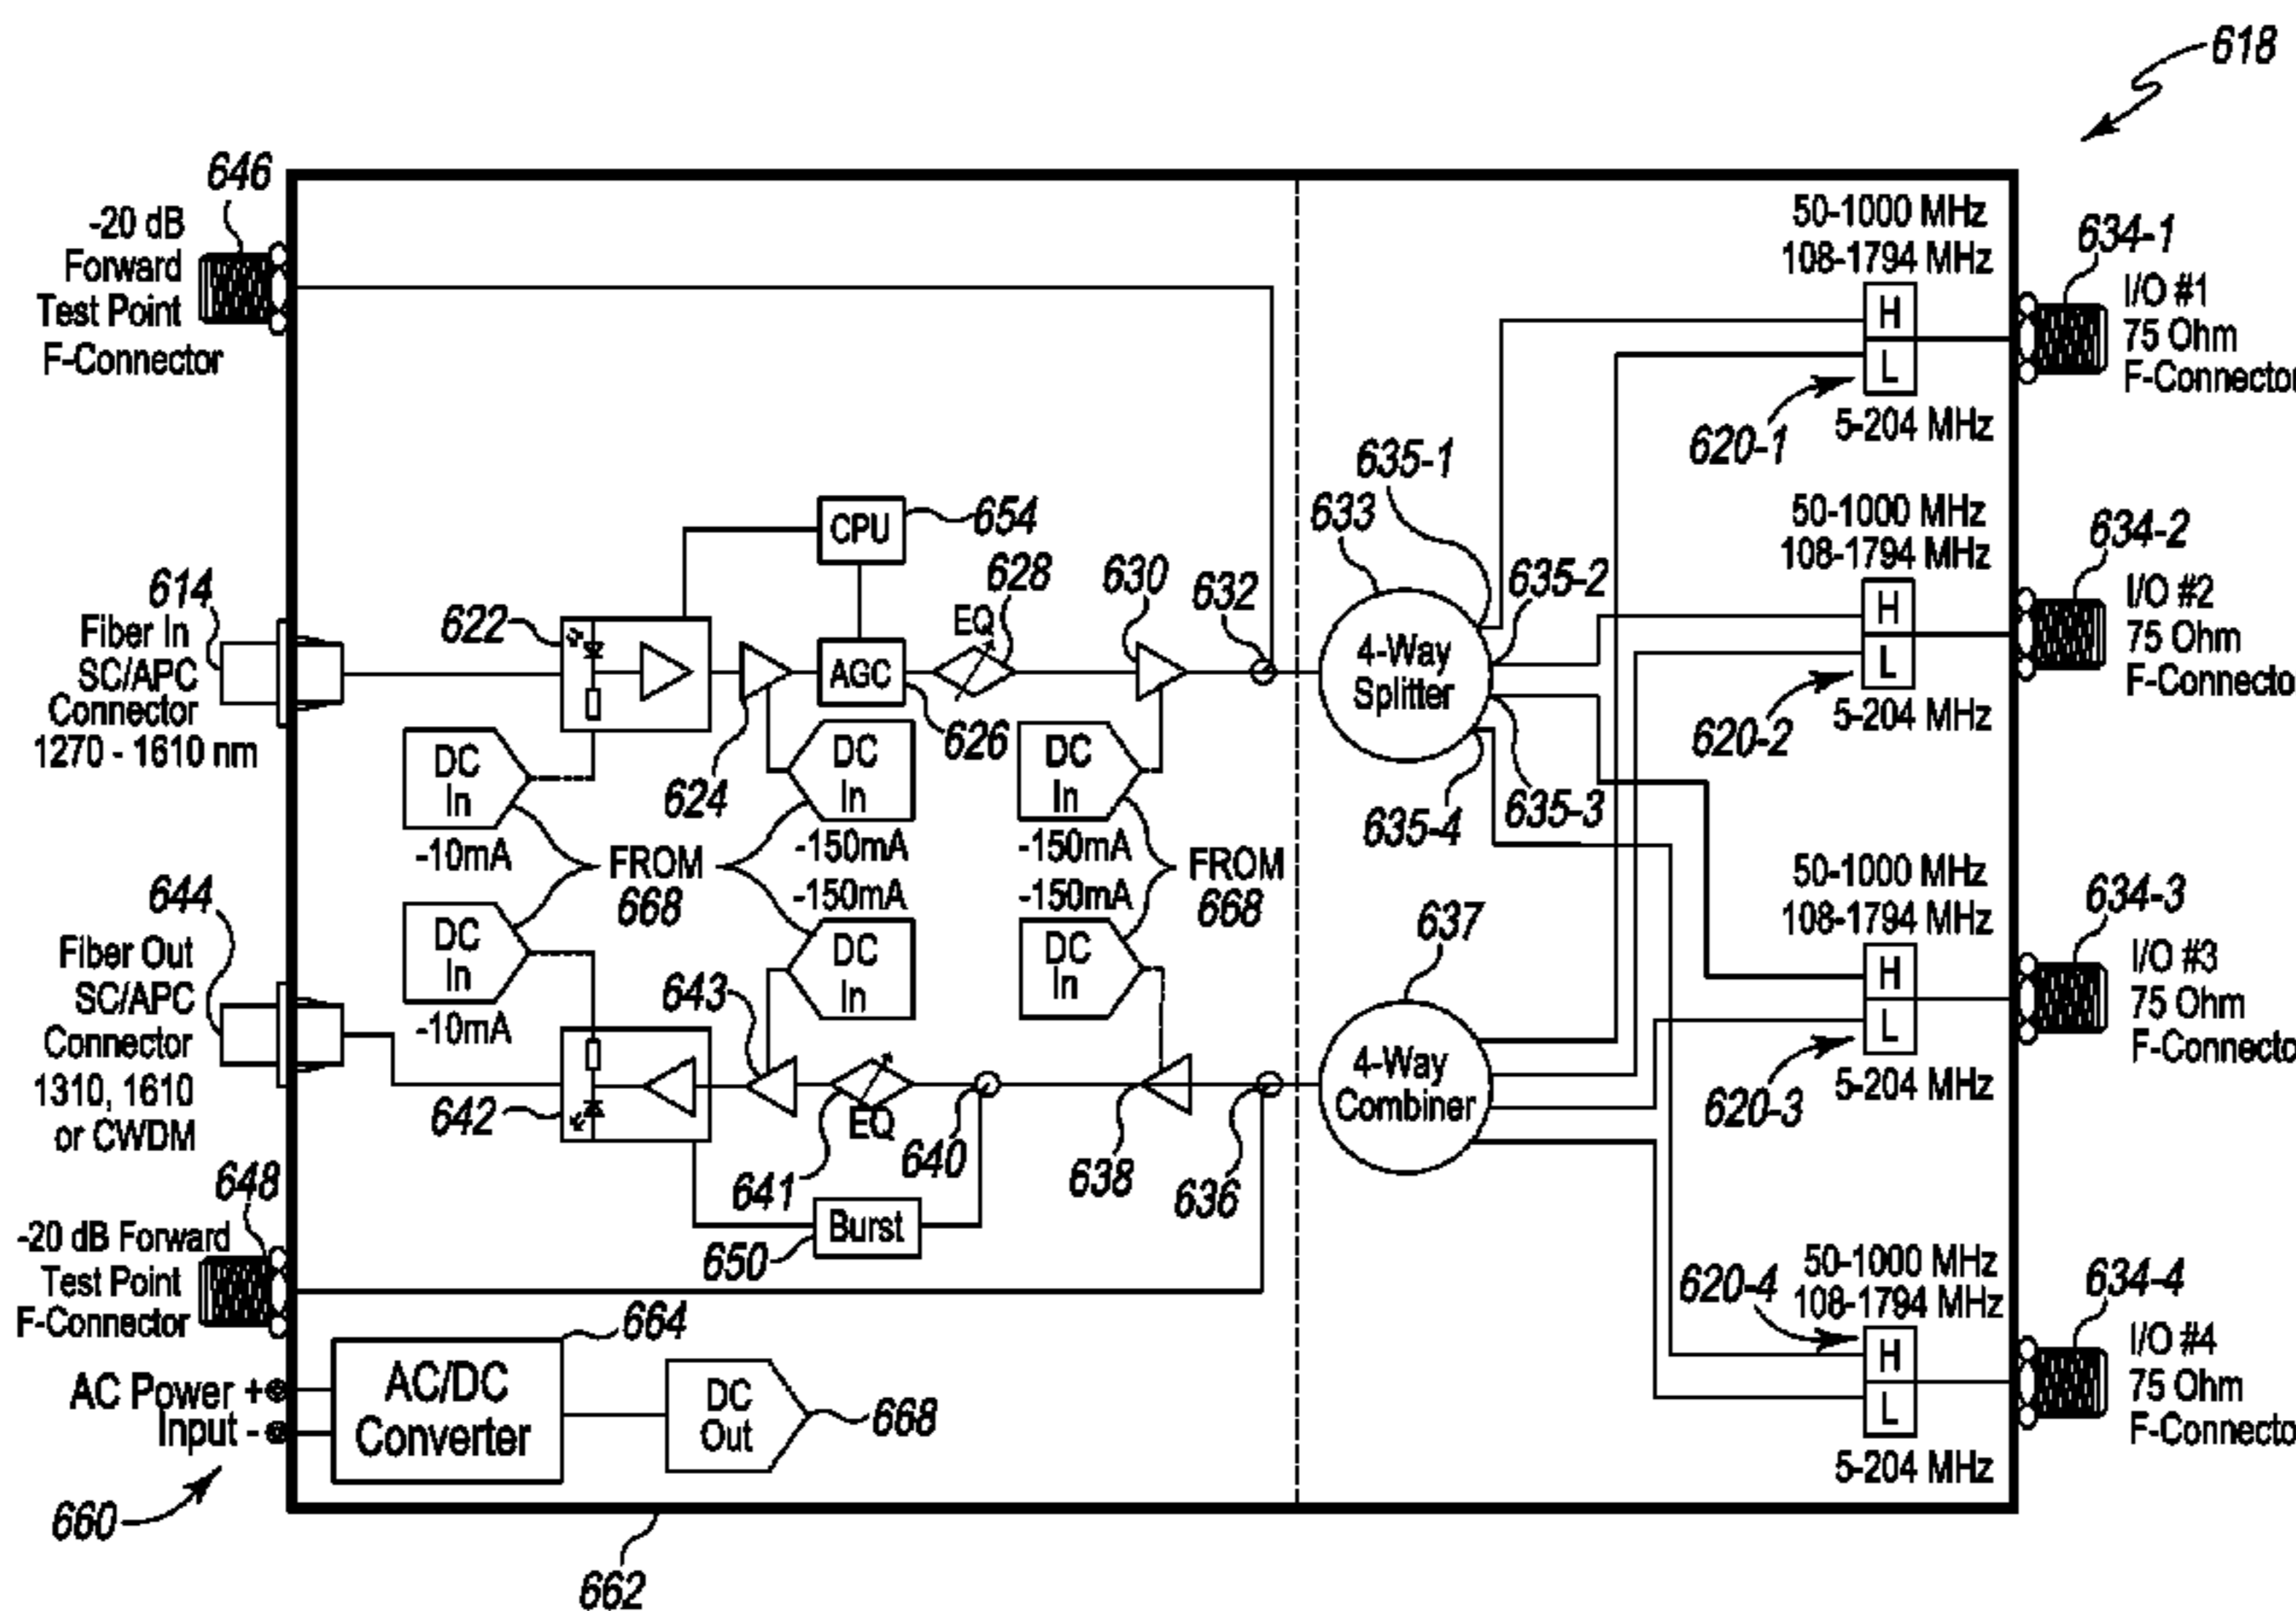 618
646
-20 dB
Forward
Test Point
F-Connector
50-1000 MHz
108-1794 MHz
634-1
I/O #1
75 Ohm
F-Connector
H
L
620-1
5-204 MHz
635-1
633
50-1000 MHz
108-1794 MHz
634-2
I/O #2
75 Ohm
F-Connecto
H
L
620-2
5-204 MHz
CPU
654
614
Fiber In
SC/APC
Connector
1270 - 1610 nm
622
628
EQ
630
632
635-2
4-Way
Splitter
AGC
626
624
DC
In
-10mA
DC
In
-150mA
DC
In
-150mA
635-4
635-3
FROM
668
FROM
668
-150mA
-150mA
50-1000 MHz
108-1794 MHz
634-3
I/O #3
75 Ohm
F-Connecto
H
L
620-3
5-204 MHz
644
Fiber Out
SC/APC
Connector
1310, 1610
or CWDM
DC
In
-10mA
DC
In
DC
In
637
4-Way
Combiner
643
642
EQ
641
640
638
636
Burst
650
648
-20 dB Forward
Test Point
F-Connector
50-1000 MHz
108-1794 MHz
620-4
634-4
I/O #4
75 Ohm
F-Connecto
H
L
5-204 MHz
664
AC Power +
Input -
AC/DC
Converter
DC
Out
668
660
662